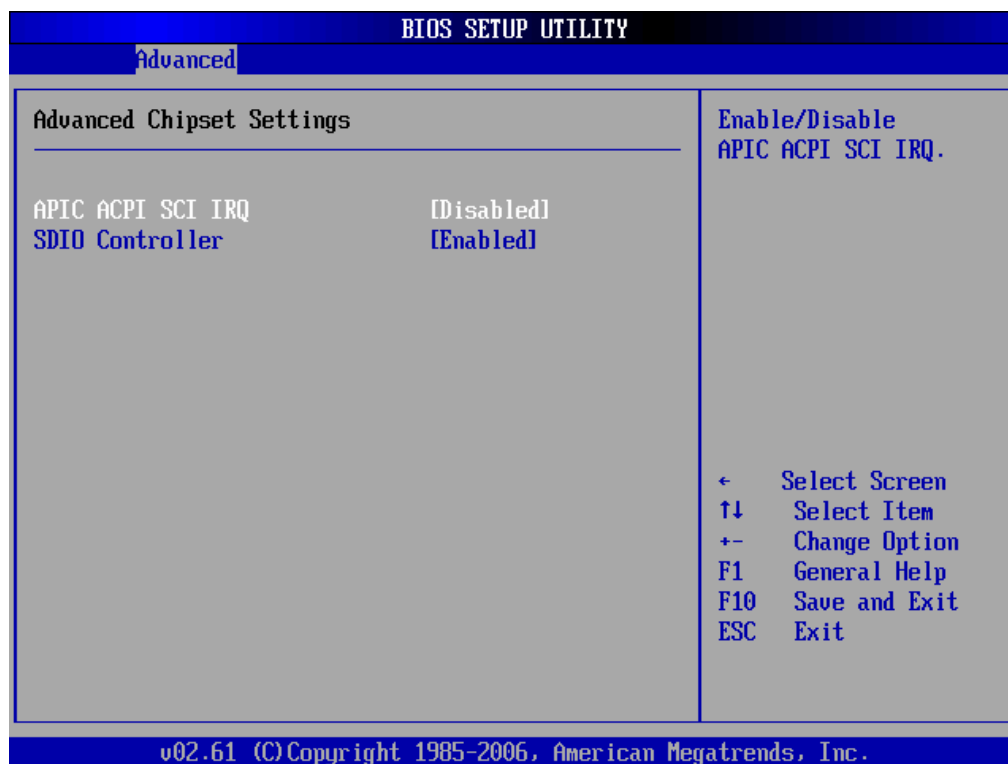 BIOS SETUP UTILITY
Advanced
Advanced Chipset Settings
APIC ACPI SCI IRQ [Disabled]
SDIO Controller [Enabled]
Enable/Disable
APIC ACPI SCI IRQ.
← Select Screen
↑↓ Select Item
+- Change Option
F1 General Help
F10 Save and Exit
ESC Exit
v02.61 (C)Copyright 1985-2006, American Megatrends, Inc.